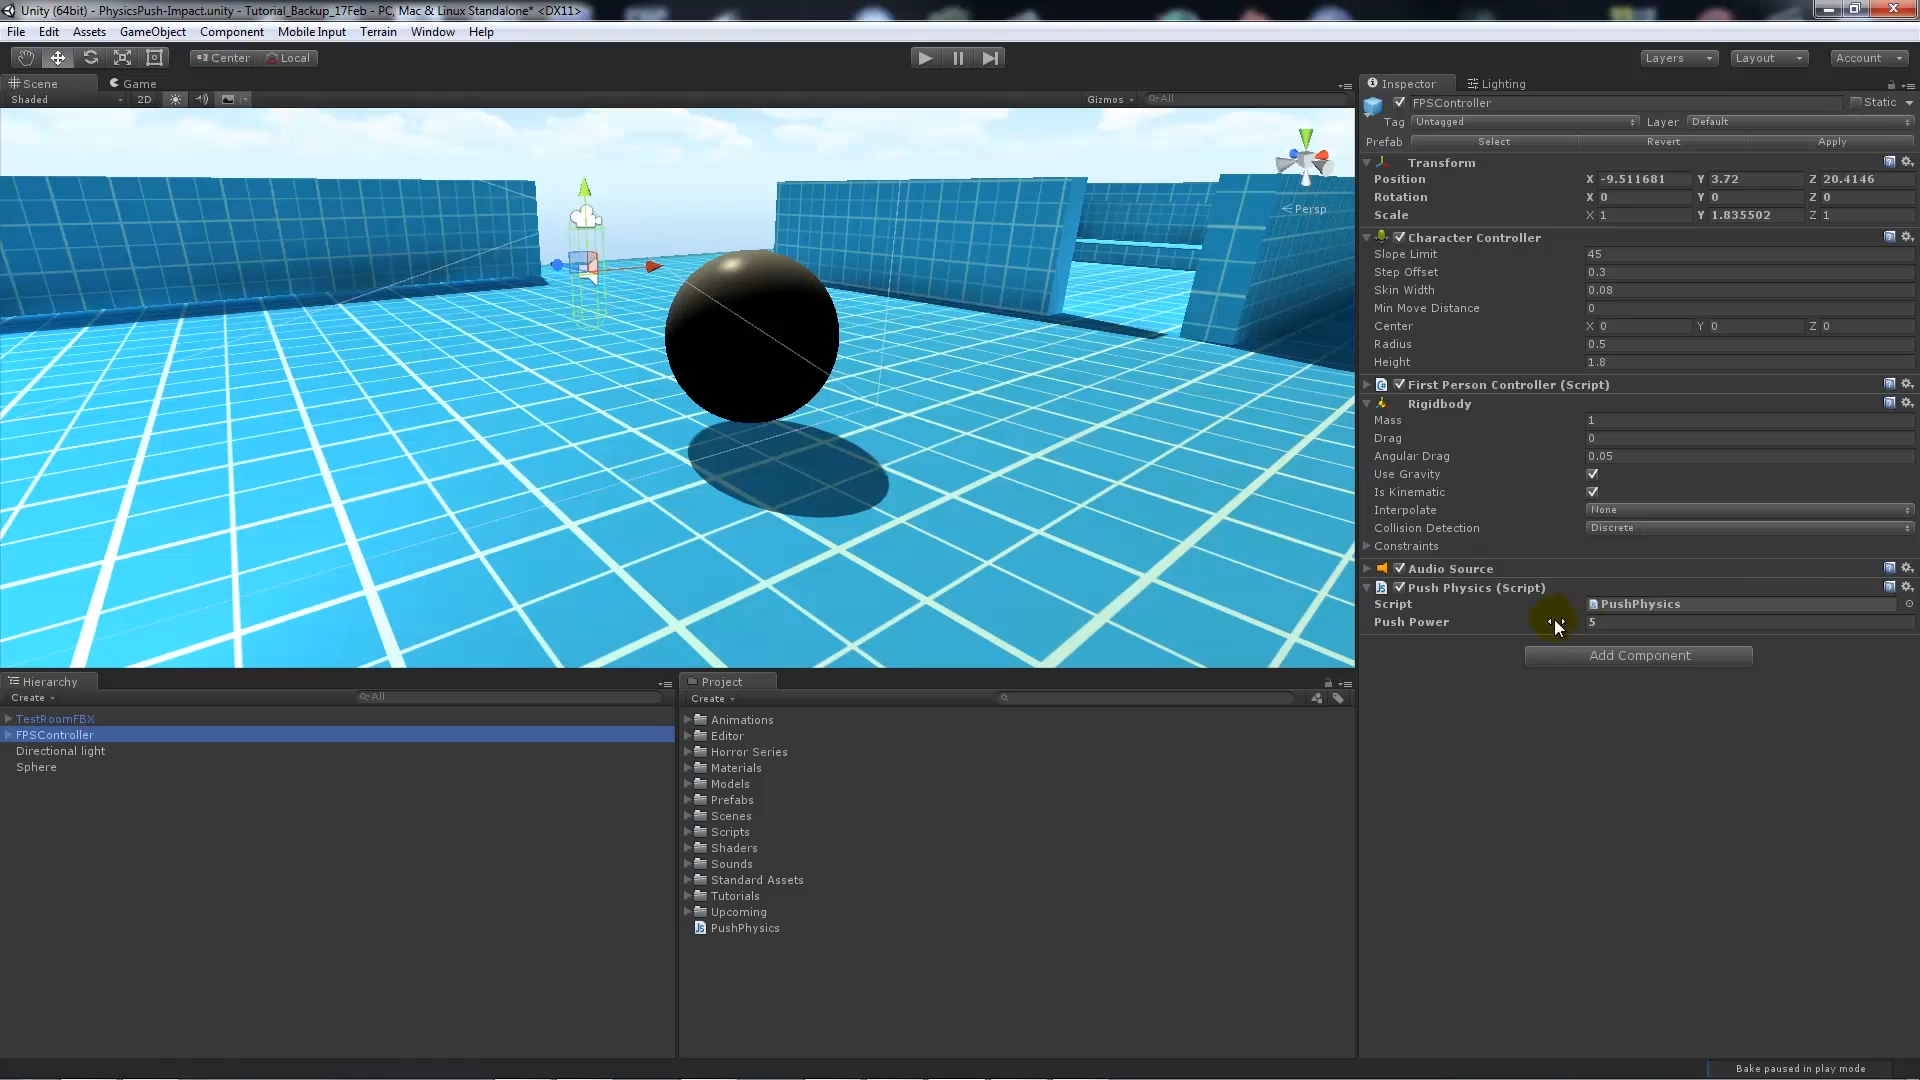 Unity (64bit) - PhysicsPush-Impact.unity - Tutorial_Backup_17Feb - PC, Mac & Linux Standalone* <DX11>
File Edit Assets GameObject Component Mobile Input Terrain Window Help
Center Local Layers Layout Account
Scene Game
Shaded 2D Gizmos All
Persp
Inspector Lighting
FPSController Static
Tag Untagged Layer Default
Prefab Select Revert Apply
Transform
Position X -9.511681 Y 3.72 Z 20.4146
Rotation X 0 Y 0 Z 0
Scale X 1 Y 1.835502 Z 1
Character Controller
Slope Limit 45
Step Offset 0.3
Skin Width 0.08
Min Move Distance 0
Center X 0 Y 0 Z 0
Radius 0.5
Height 1.8
First Person Controller (Script)
Rigidbody
Mass 1
Drag 0
Angular Drag 0.05
Use Gravity
Is Kinematic
Interpolate None
Collision Detection Discrete
Constraints
Audio Source
Push Physics (Script)
Script PushPhysics
Push Power 5
Add Component
Hierarchy
Create All
TestRoomFBX
FPSController
Directional light
Sphere
Project
Create
Animations
Editor
Horror Series
Materials
Models
Prefabs
Scenes
Scripts
Shaders
Sounds
Standard Assets
Tutorials
Upcoming
PushPhysics
Bake paused in play mode